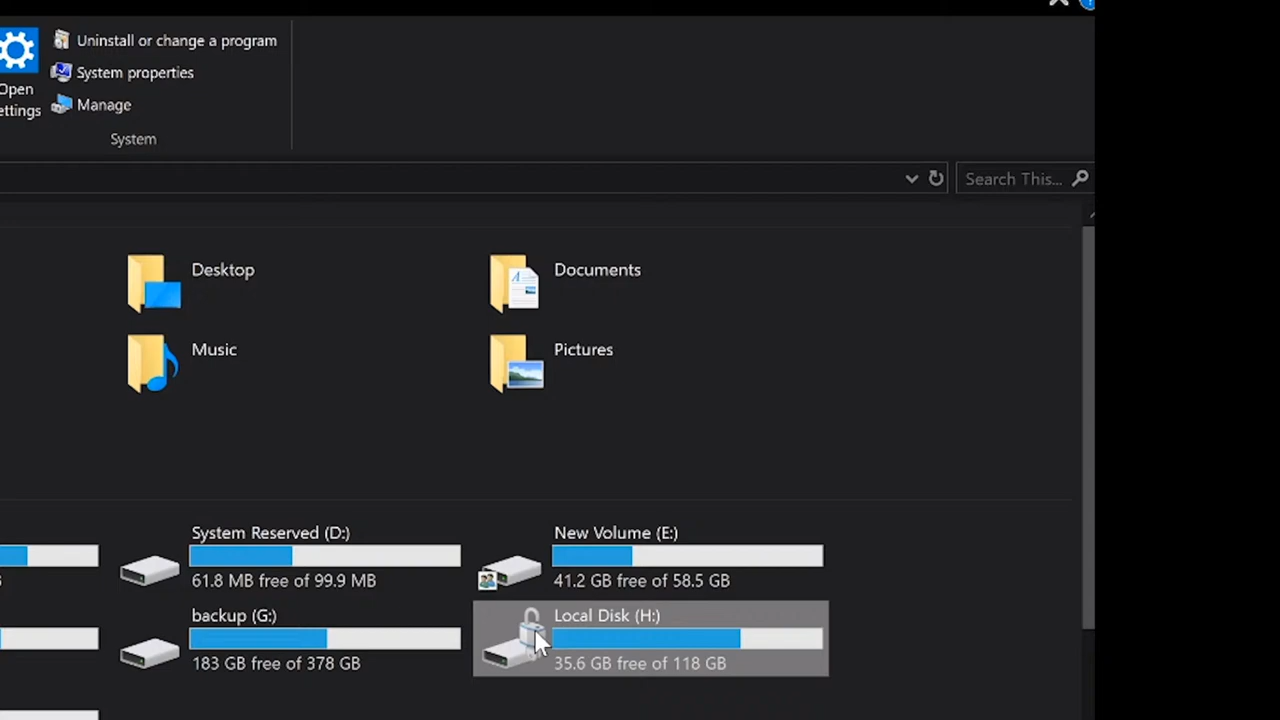 Uninstall or change a program
System properties
Open
ettings
Manage
System
Search This...
Desktop
Documents
Music
Pictures
System Reserved (D:)
61.8 MB free of 99.9 MB
New Volume (E:)
41.2 GB free of 58.5 GB
backup (G:)
183 GB free of 378 GB
Local Disk (H:)
35.6 GB free of 118 GB